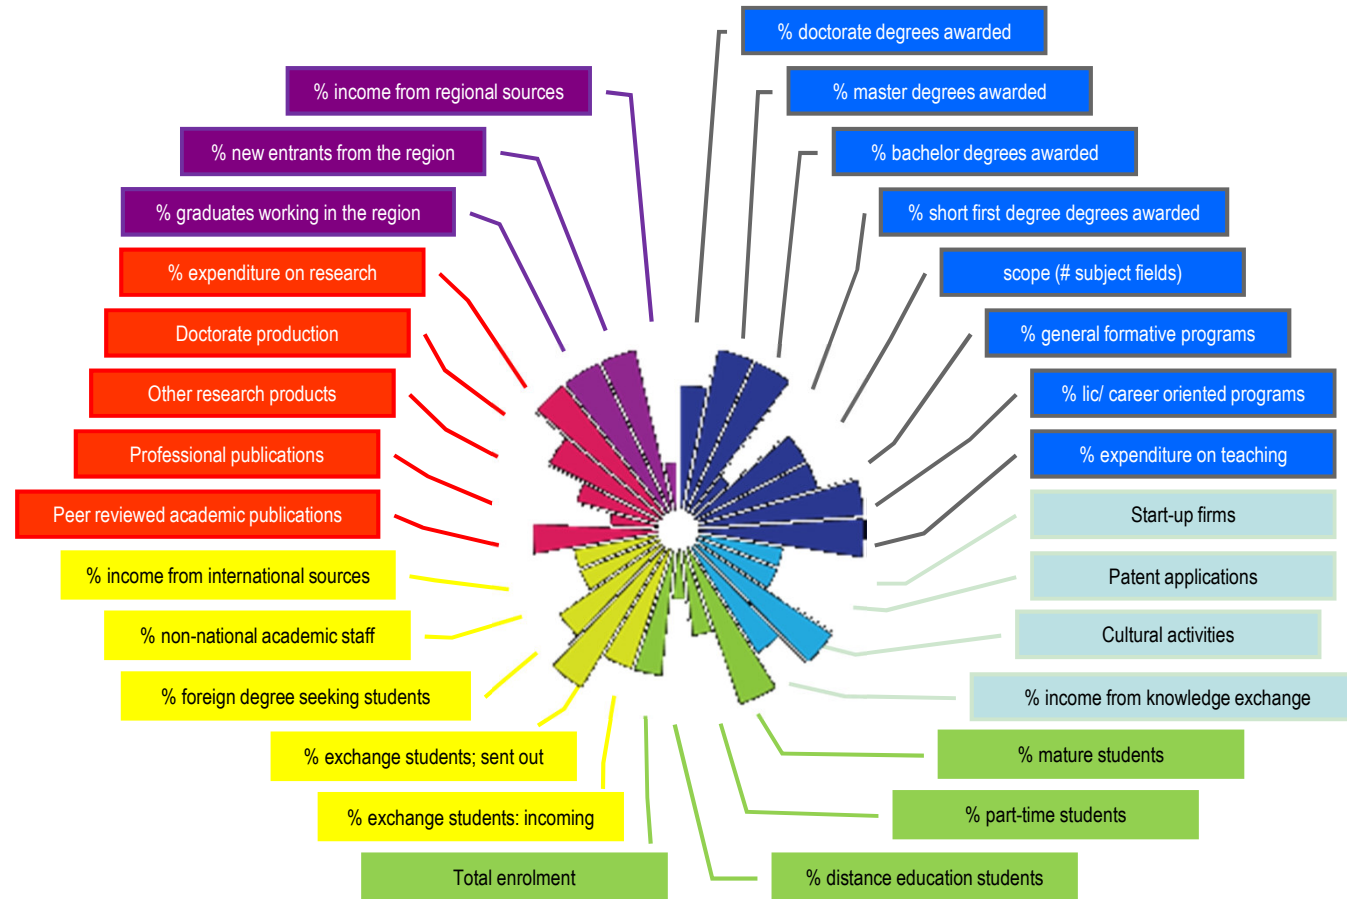 % doctorate degrees awarded
% income from regional sources
% master degrees awarded
% new entrants from the region
% bachelor degrees awarded
% graduates working in the region
% short first degree degrees awarded
% expenditure on research
scope (# subject fields)
Doctorate production
% general formative programs
Other research products
% lic/ career oriented programs
Professional publications
% expenditure on teaching
Peer reviewed academic publications
Start-up firms
% income from international sources
Patent applications
% non-national academic staff
Cultural activities
% foreign degree seeking students
% income from knowledge exchange
% exchange students; sent out
% mature students
% exchange students: incoming
% part-time students
Total enrolment
% distance education students